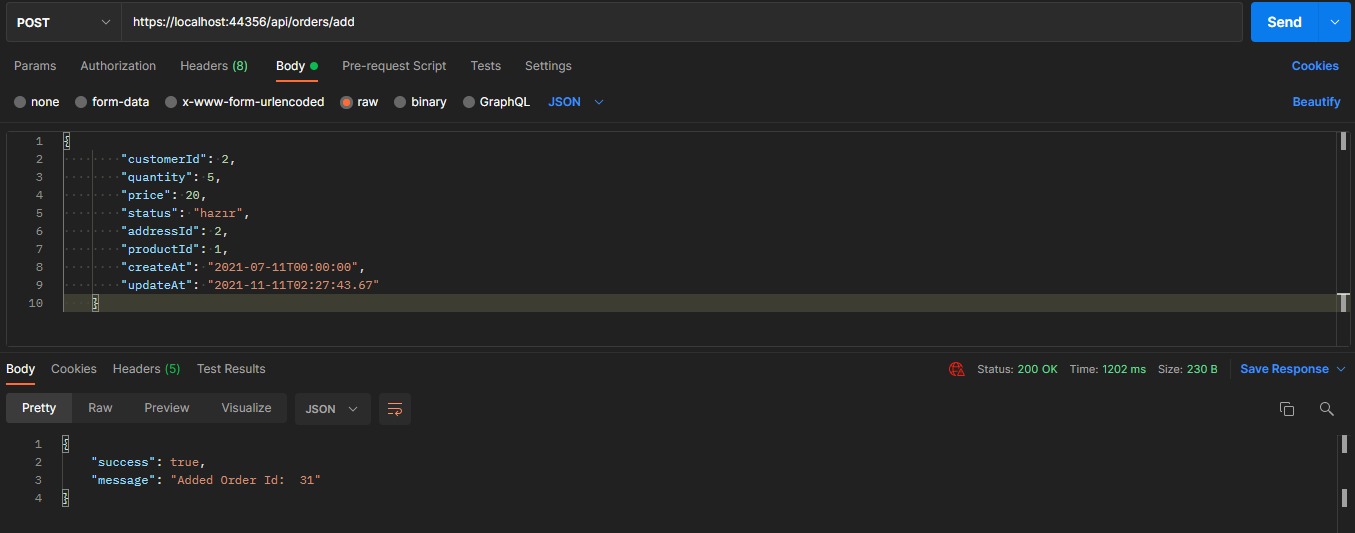 POST https://localhost:44356/api/orders/add Send
Params Authorization Headers (8) Body Pre-request Script Tests Settings Cookies
none form-data x-www-form-urlencoded raw binary GraphQL JSON Beautify
1 {
2 "customerId": 2,
3 "quantity": 5,
4 "price": 20,
5 "status": "hazır",
6 "addressId": 2,
7 "productId": 1,
8 "createAt": "2021-07-11T00:00:00",
9 "updateAt": "2021-11-11T02:27:43.67"
10 }
Body Cookies Headers (5) Test Results Status: 200 OK Time: 1202 ms Size: 230 B Save Response
Pretty Raw Preview Visualize JSON
1 {
2 "success": true,
3 "message": "Added Order Id:  31"
4 }